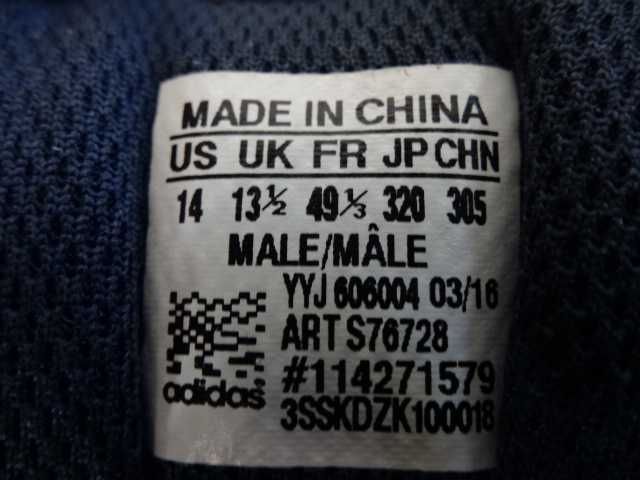 MADE IN CHINA
US UK FR JP CHN
14 13½ 49⅓ 320 305
MALE/MÂLE
YYJ 606004 03/16
ART S76728
#114271579
adidas
3SSKDZK100018